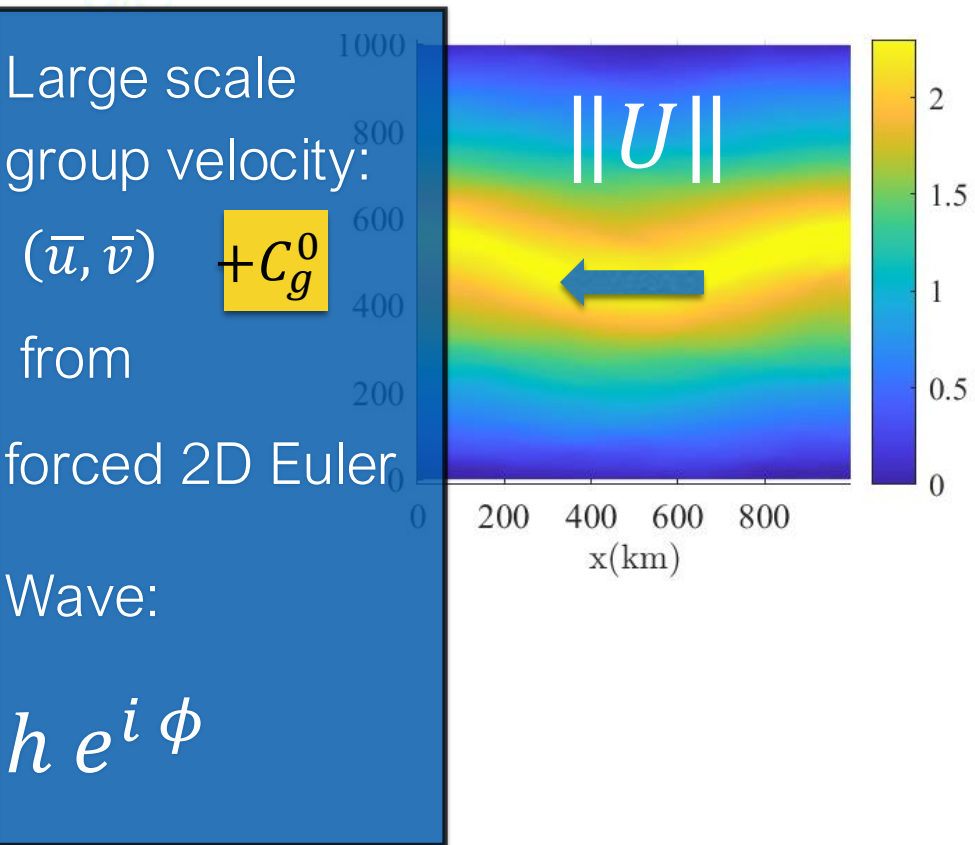 Large scale
group velocity:
(u̅, v̅) +C_g^0
from
forced 2D Euler
Wave:
h e^{i ϕ}
1000
800
600
400
200
0
||U||
0 200 400 600 800
x(km)
2
1.5
1
0.5
0